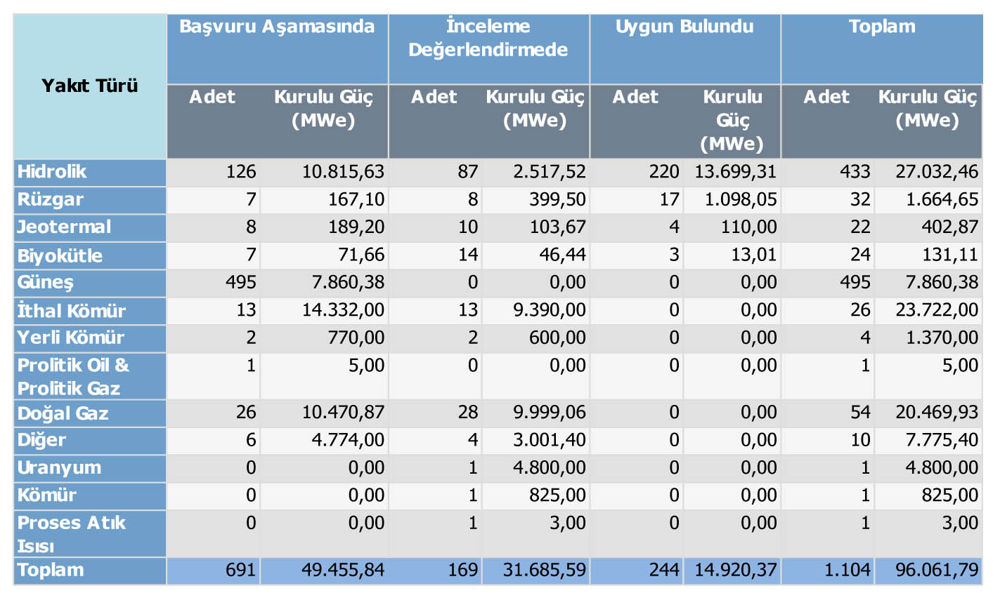 Yakıt Türü
Başvuru Aşamasında
İnceleme
Değerlendirmede
Uygun Bulundu
Toplam
Adet
Kurulu Güç
(MWe)
Adet
Kurulu Güç
(MWe)
Adet
Kurulu
Güç
(MWe)
Adet
Kurulu Güç
(MWe)
Hidrolik 126 10.815,63 87 2.517,52 220 13.699,31 433 27.032,46
Rüzgar 7 167,10 8 399,50 17 1.098,05 32 1.664,65
Jeotermal 8 189,20 10 103,67 4 110,00 22 402,87
Biyokütle 7 71,66 14 46,44 3 13,01 24 131,11
Güneş 495 7.860,38 0 0,00 0 0,00 495 7.860,38
İthal Kömür 13 14.332,00 13 9.390,00 0 0,00 26 23.722,00
Yerli Kömür 2 770,00 2 600,00 0 0,00 4 1.370,00
Prolitik Oil & 1 5,00 0 0,00 0 0,00 1 5,00
Prolitik Gaz
Doğal Gaz 26 10.470,87 28 9.999,06 0 0,00 54 20.469,93
Diğer 6 4.774,00 4 3.001,40 0 0,00 10 7.775,40
Uranyum 0 0,00 1 4.800,00 0 0,00 1 4.800,00
Kömür 0 0,00 1 825,00 0 0,00 1 825,00
Proses Atık 0 0,00 1 3,00 0 0,00 1 3,00
Isısı
Toplam 691 49.455,84 169 31.685,59 244 14.920,37 1.104 96.061,79